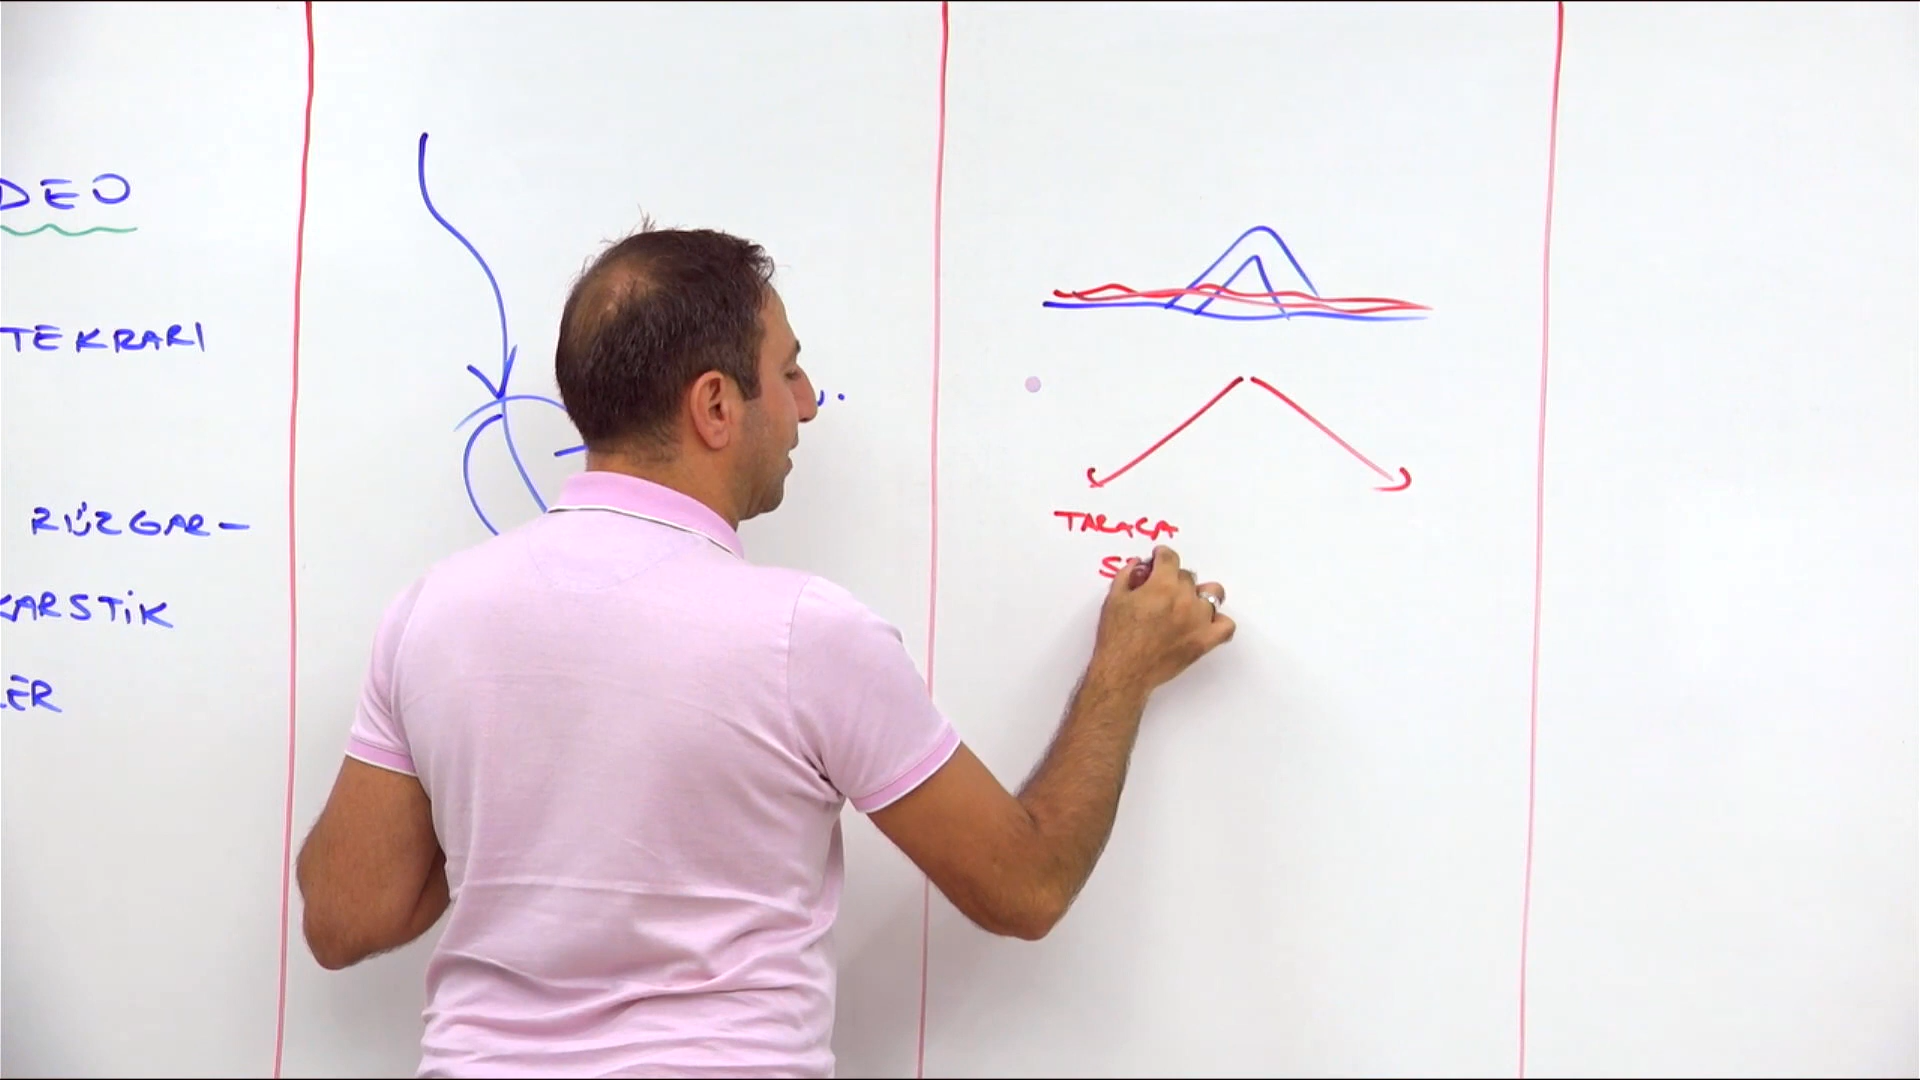 DEO
TEKRARI
RÜZGAR-
KARSTİK
LER
TARAÇA